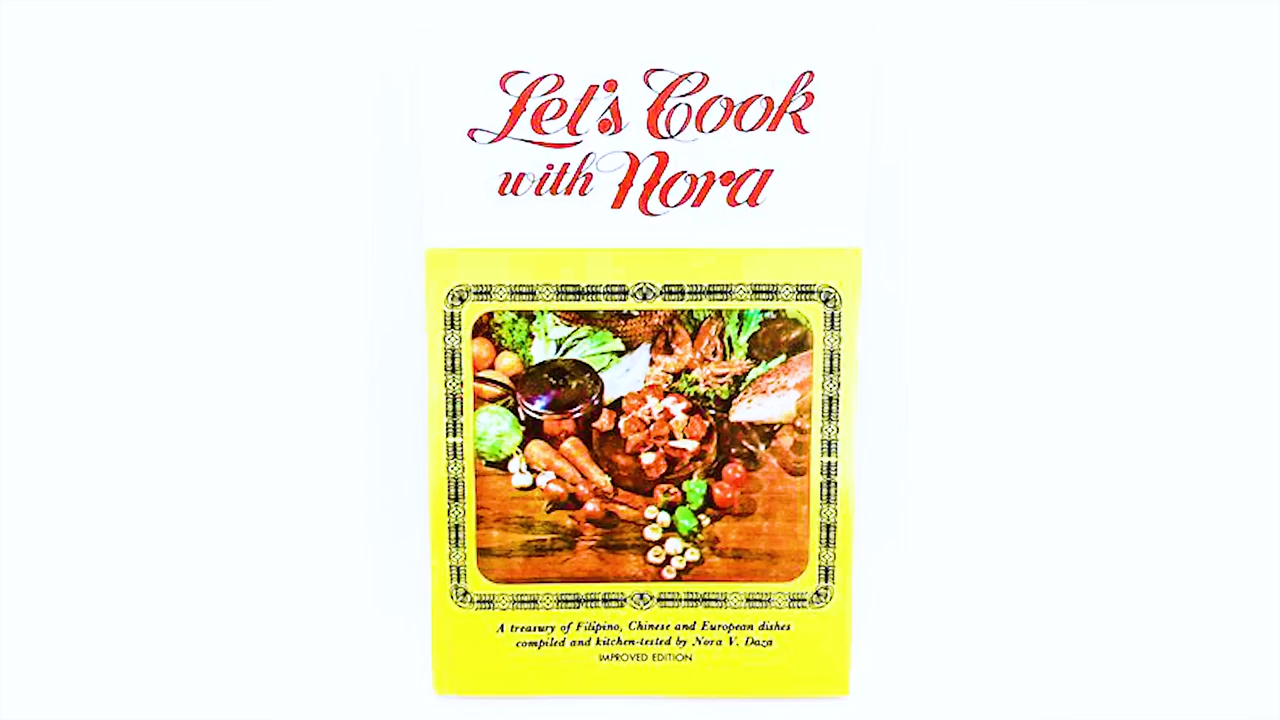 Let's Cook
with Nora
A treasury of Filipino, Chinese and European dishes
compiled and kitchen-tested by Nora V. Daza
IMPROVED EDITION